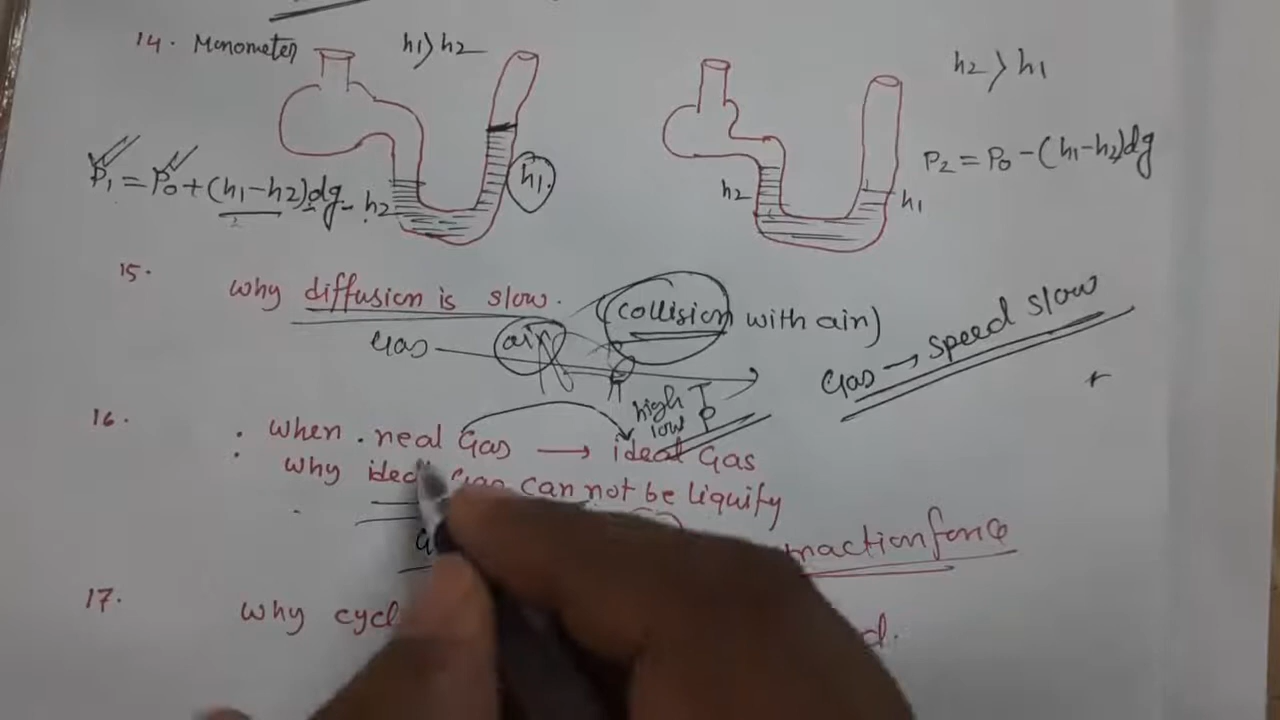 14. Manometer
h1>h2
h2>h1
P1 = P0 + (h1-h2)dg
h2
h1.
h2
h1
P2 = P0 - (h1-h2)dg
15. why diffusion is slow.
(collision with air)
Gas air
Gas → speed slow
high T
low P
16. : when . real Gas → ideal Gas
: why ideal Gas can not be liquify
17. why
d.